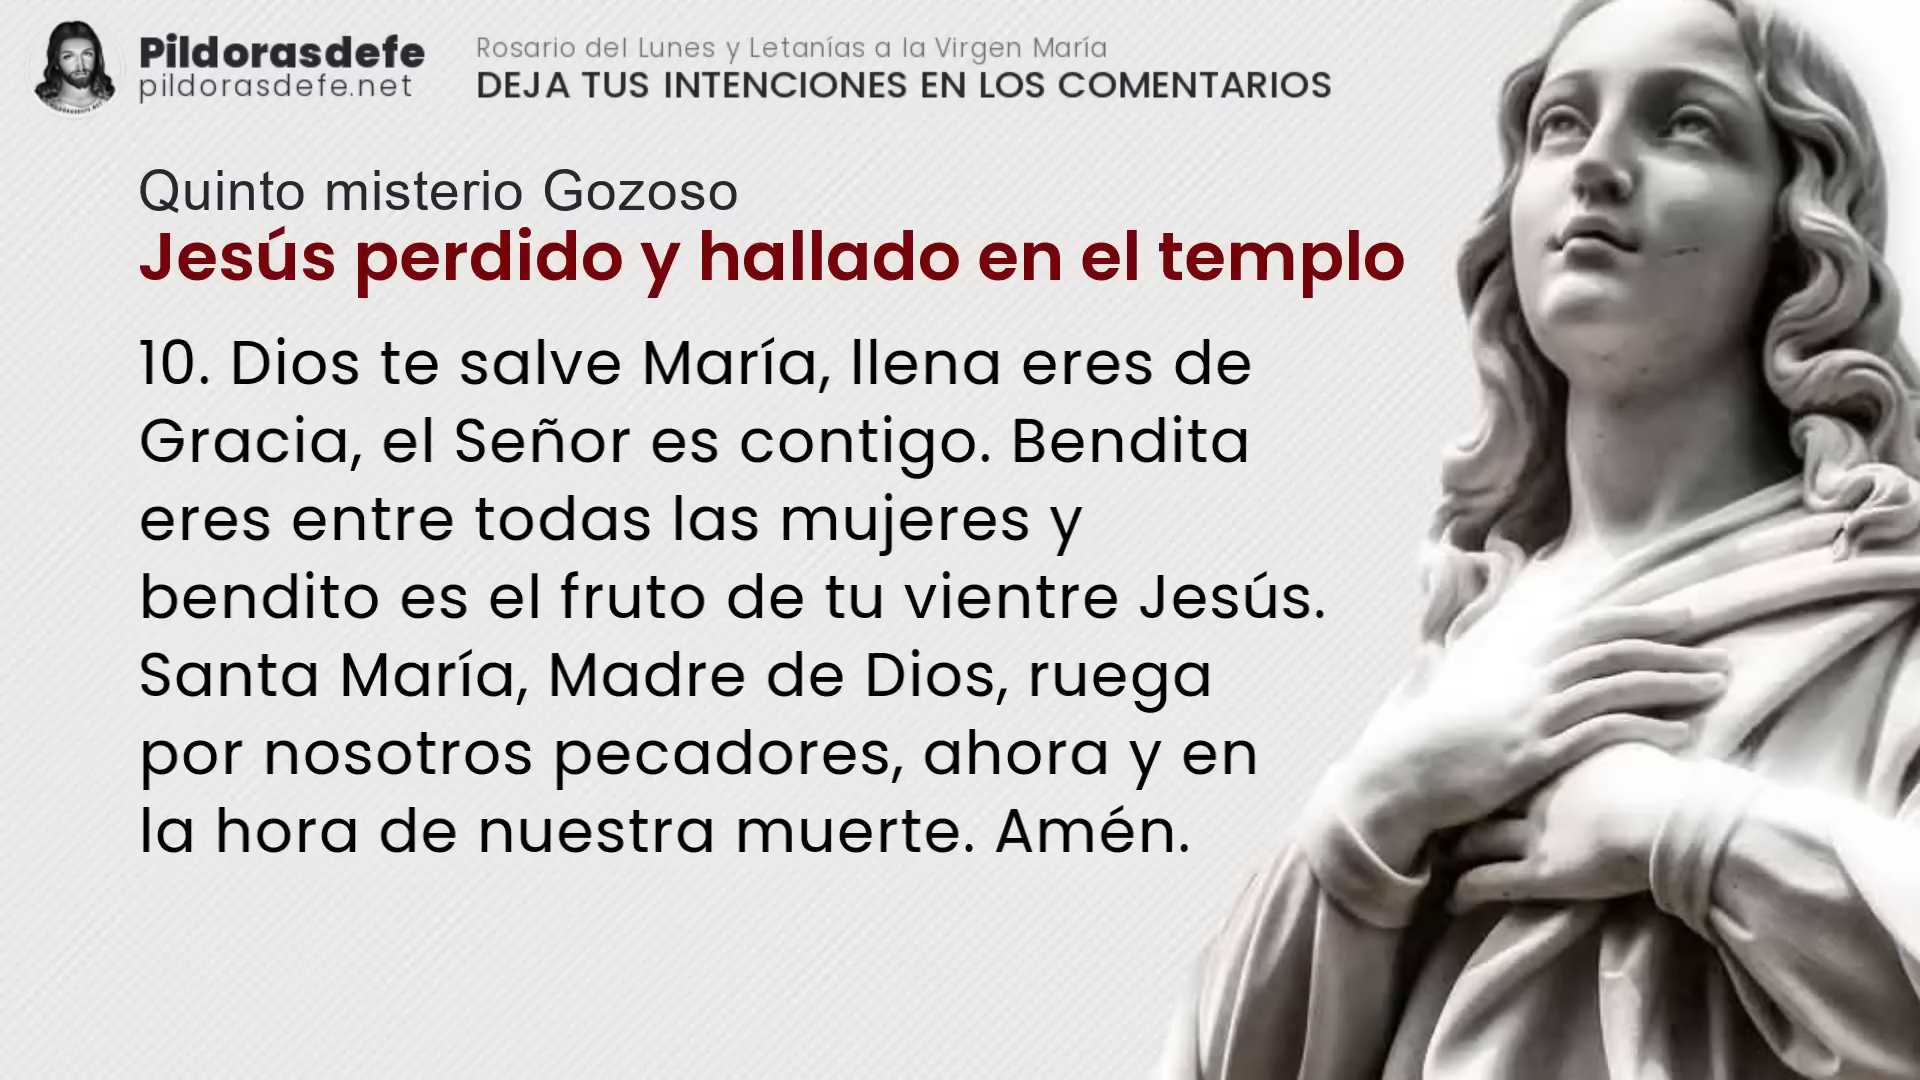 Pildorasdefe
pildorasdefe.net
Rosario del Lunes y Letanías a la Virgen María
DEJA TUS INTENCIONES EN LOS COMENTARIOS
Quinto misterio Gozoso
Jesús perdido y hallado en el templo
10. Dios te salve María, llena eres de
Gracia, el Señor es contigo. Bendita
eres entre todas las mujeres y
bendito es el fruto de tu vientre Jesús.
Santa María, Madre de Dios, ruega
por nosotros pecadores, ahora y en
la hora de nuestra muerte. Amén.